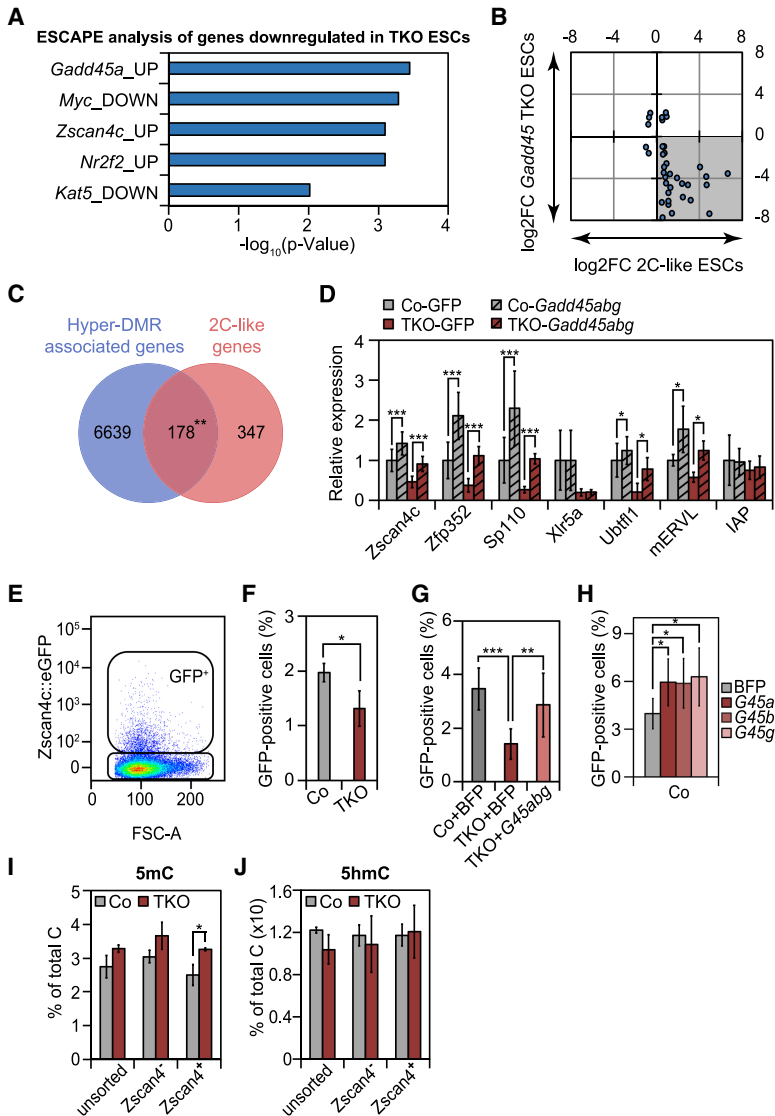 A
ESCAPE analysis of genes downregulated in TKO ESCs
Gadd45a_UP
Myc_DOWN
Zscan4c_UP
Nr2f2_UP
Kat5_DOWN
0 1 2 3 4
-log10(p-Value)
B
-8 -4 0 4 8
8
4
0
-4
-8
log2FC Gadd45 TKO ESCs
log2FC 2C-like ESCs
C
Hyper-DMR associated genes
2C-like genes
6639 178** 347
D
Co-GFP Co-Gadd45abg
TKO-GFP TKO-Gadd45abg
Relative expression
4
3
2
1
0
*** *** *** *** *** *** * * * *
Zscan4c Zfp352 Sp110 Xlr5a Ubtfl1 mERVL IAP
E
Zscan4c::eGFP
10^5
10^4
10^3
10^2
0
GFP+
0 100 200
FSC-A
F
GFP-positive cells (%)
3
2
1
0
*
Co TKO
G
GFP-positive cells (%)
6
4
2
0
*** **
Co+BFP TKO+BFP TKO+G45abg
H
GFP-positive cells (%)
9
6
3
0
*
*
*
Co
BFP
G45a
G45b
G45g
I
5mC
Co TKO
% of total C
5
4
3
2
1
0
*
unsorted Zscan4- Zscan4+
J
5hmC
Co TKO
% of total C (x10)
1.6
1.2
0.8
0.4
0
unsorted Zscan4- Zscan4+